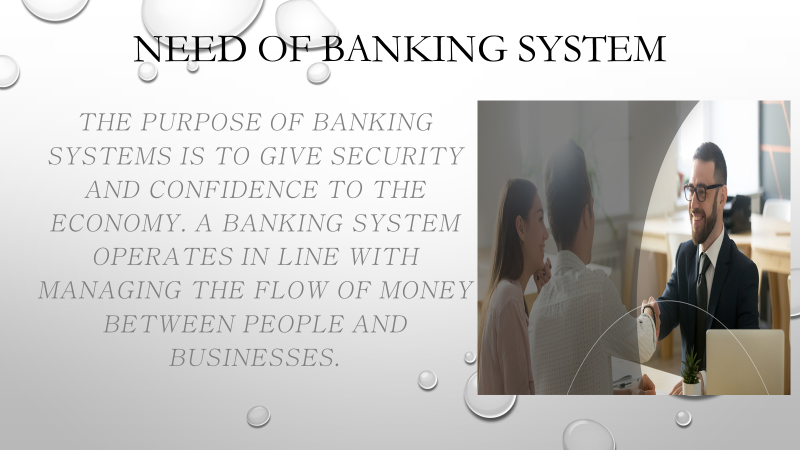 NEED OF BANKING SYSTEM
THE PURPOSE OF BANKING
SYSTEMS IS TO GIVE SECURITY
AND CONFIDENCE TO THE
ECONOMY. A BANKING SYSTEM
OPERATES IN LINE WITH
MANAGING THE FLOW OF MONEY
BETWEEN PEOPLE AND
BUSINESSES.